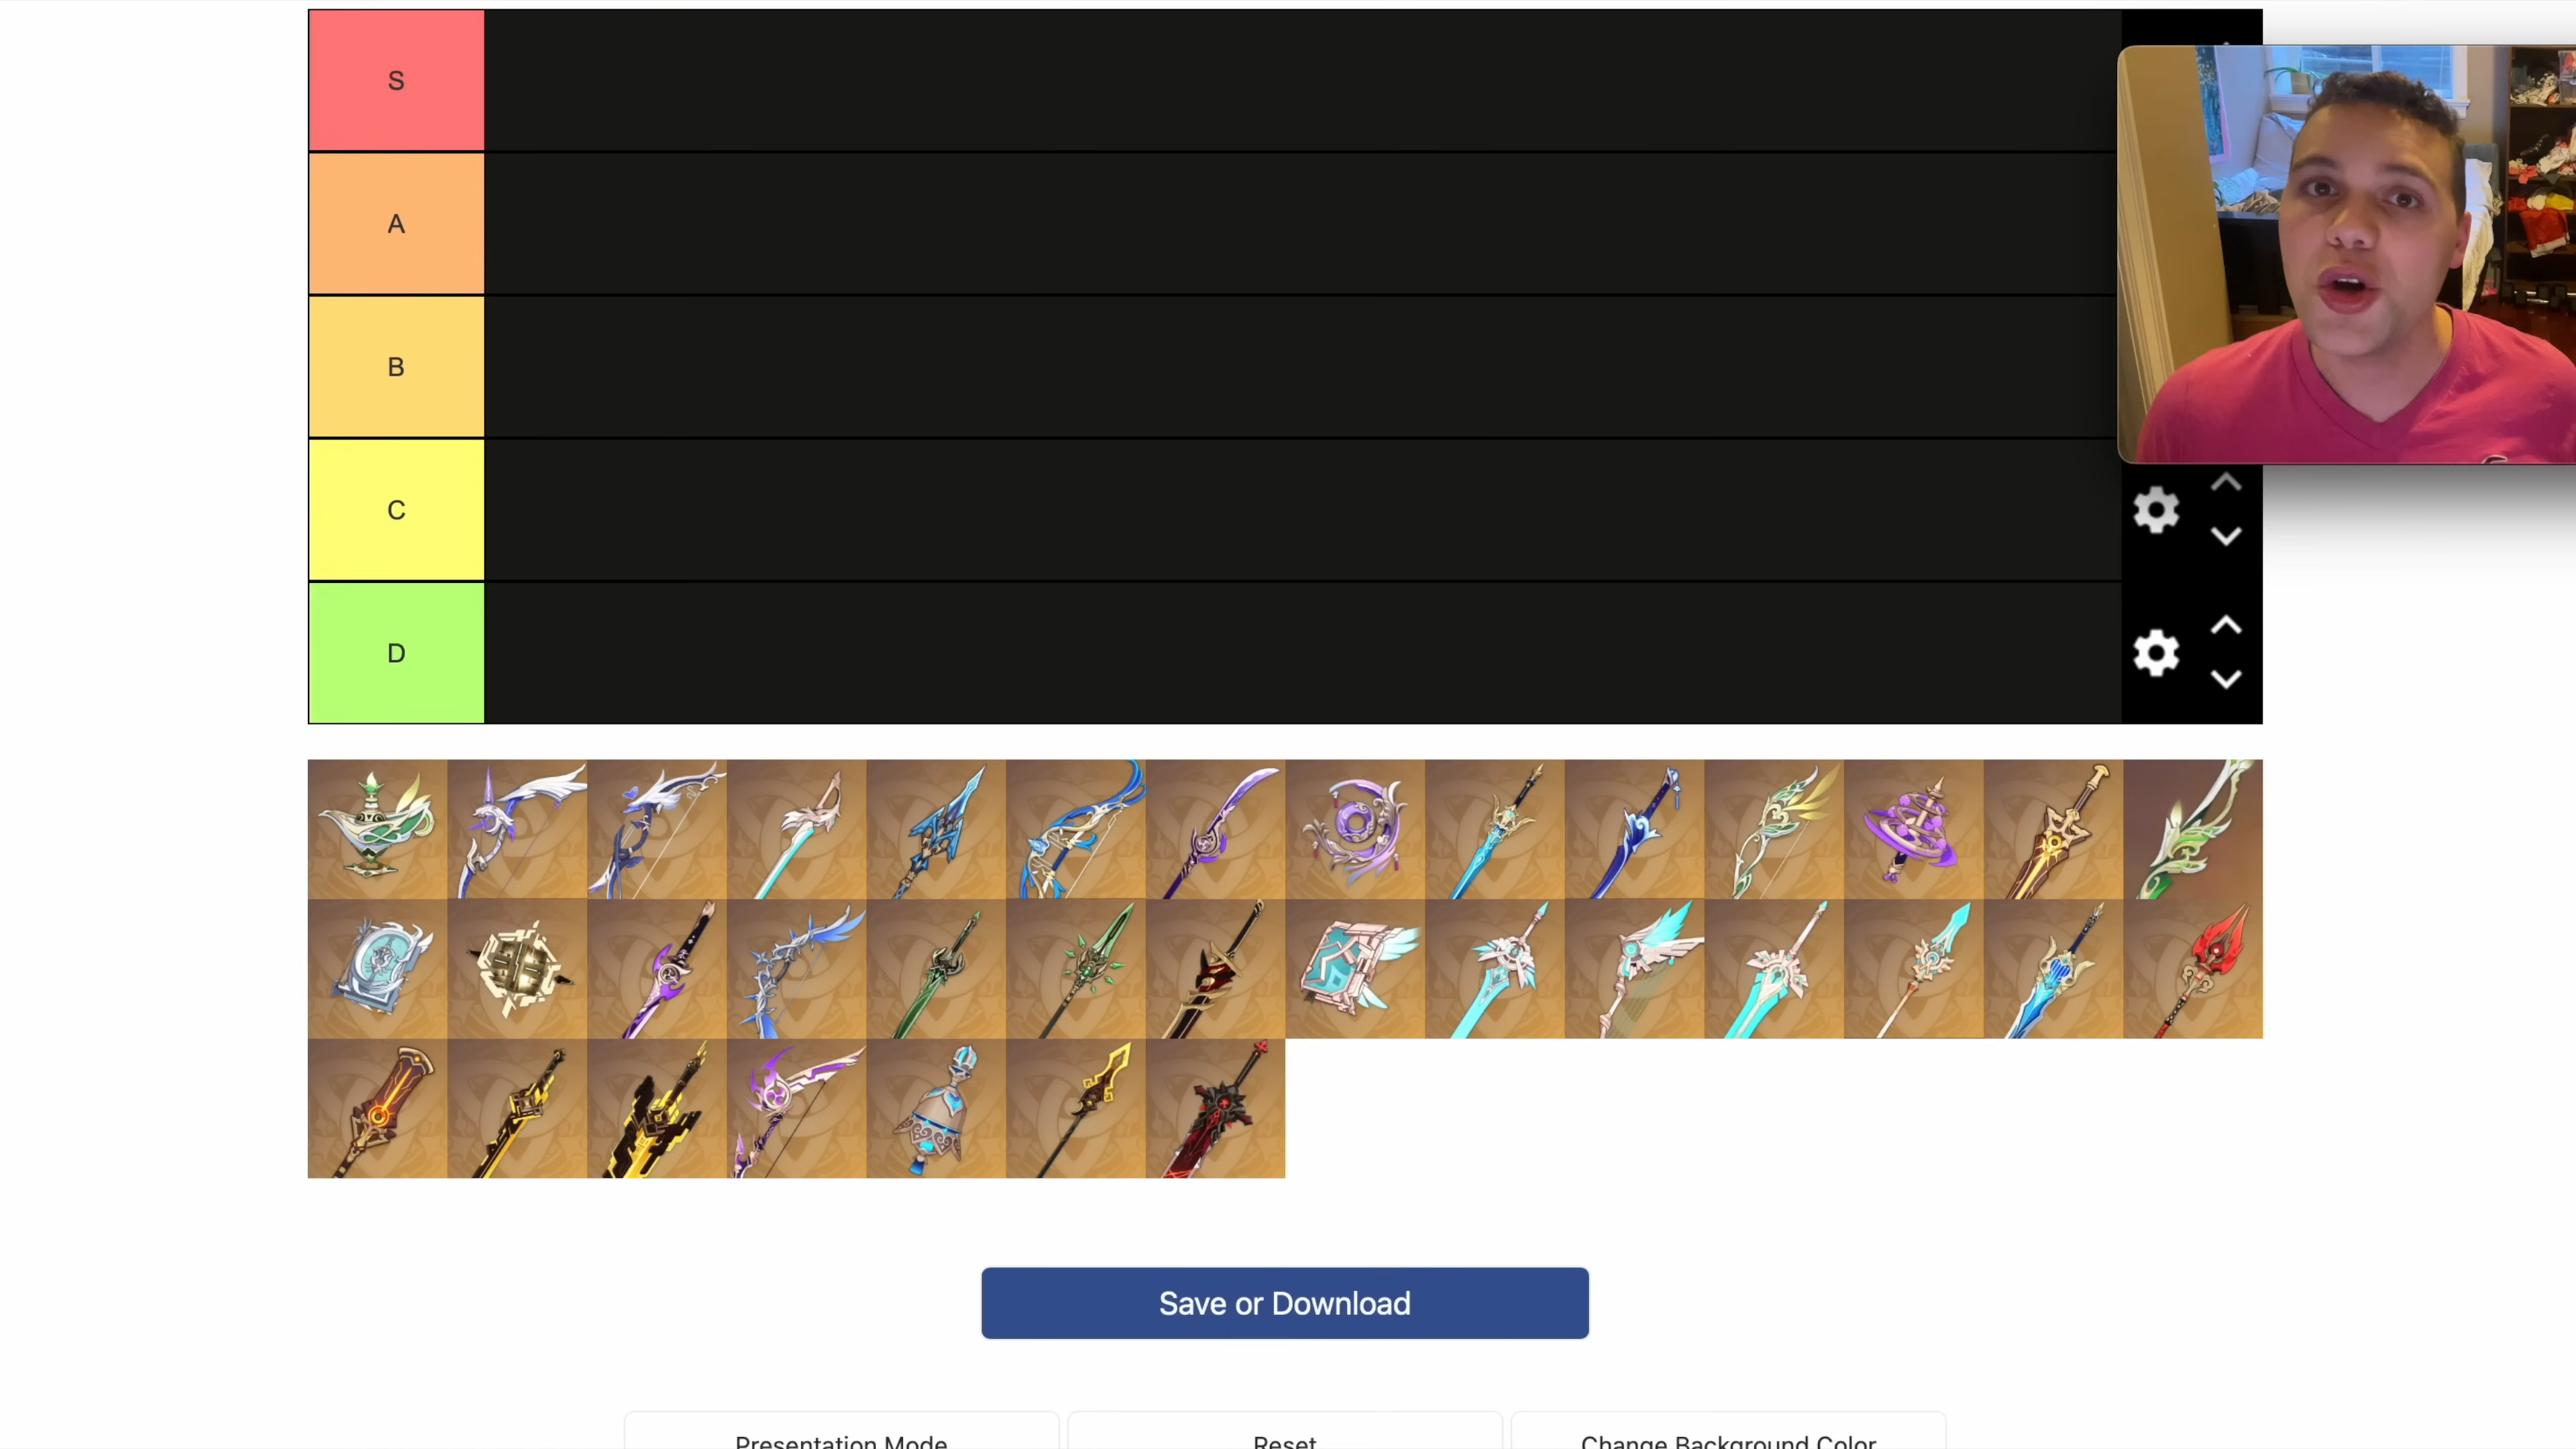 S
A
B
C
D
Save or Download
Presentation Mode
Reset
Change Background Color